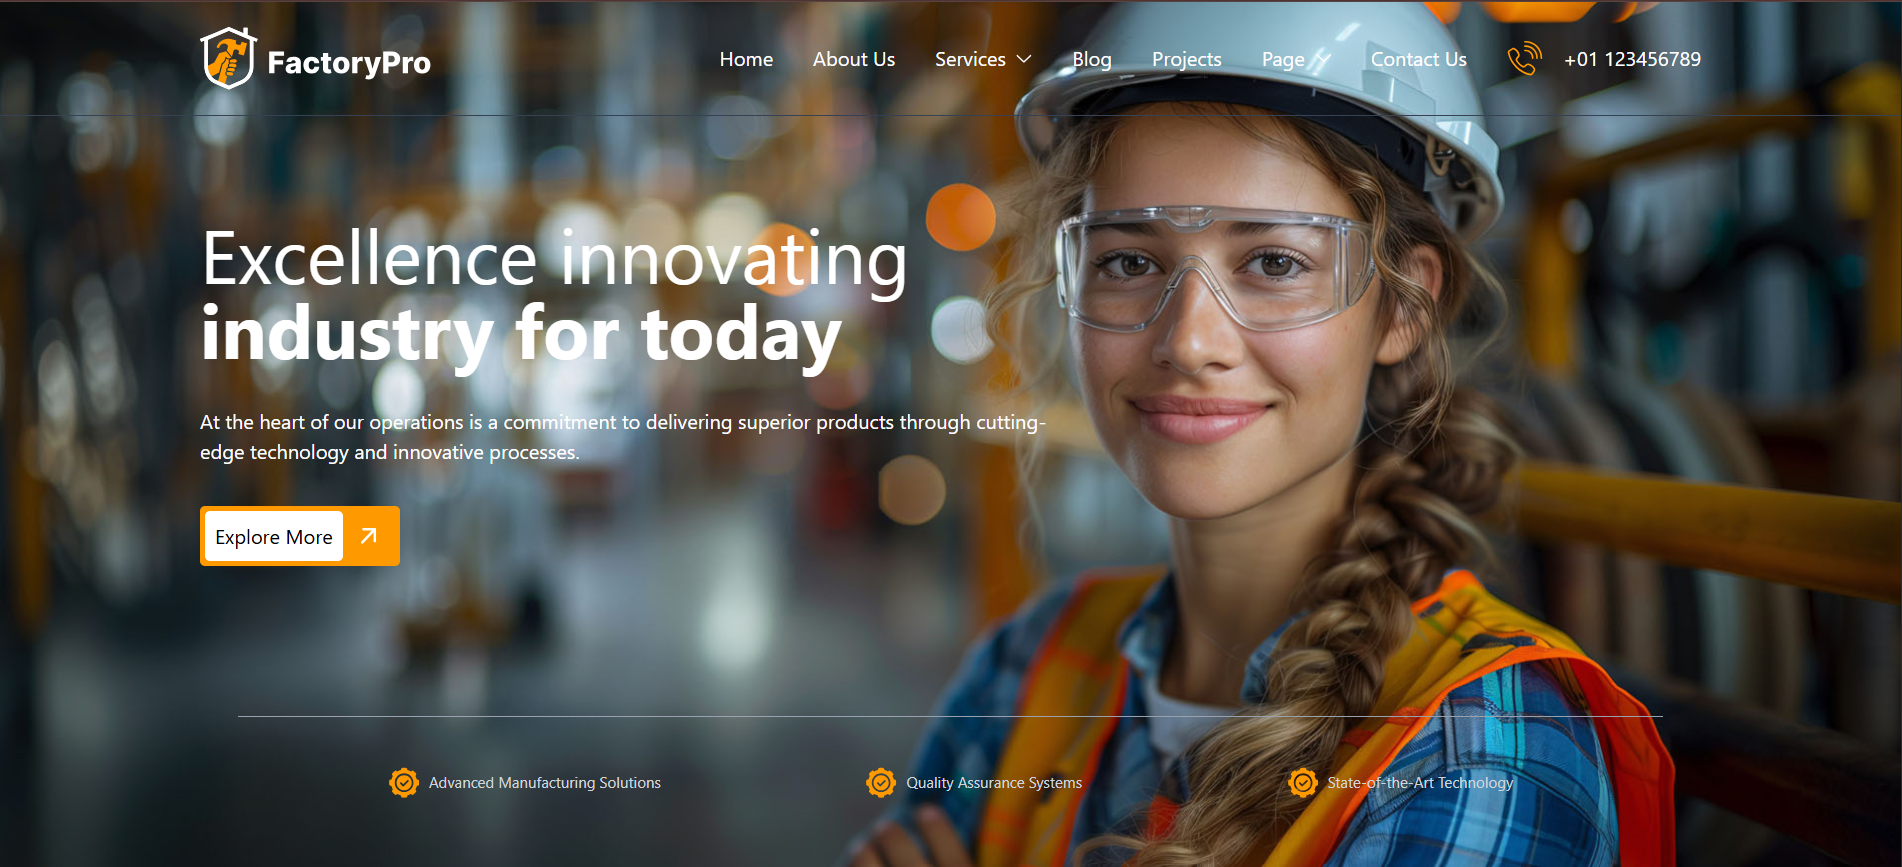 FactoryPro
Home
About Us
Services
Blog
Projects
Page
Contact Us
+01 123456789
Excellence innovating
industry for today
At the heart of our operations is a commitment to delivering superior products through cutting-
edge technology and innovative processes.
Explore More
Advanced Manufacturing Solutions
Quality Assurance Systems
State-of-the-Art Technology